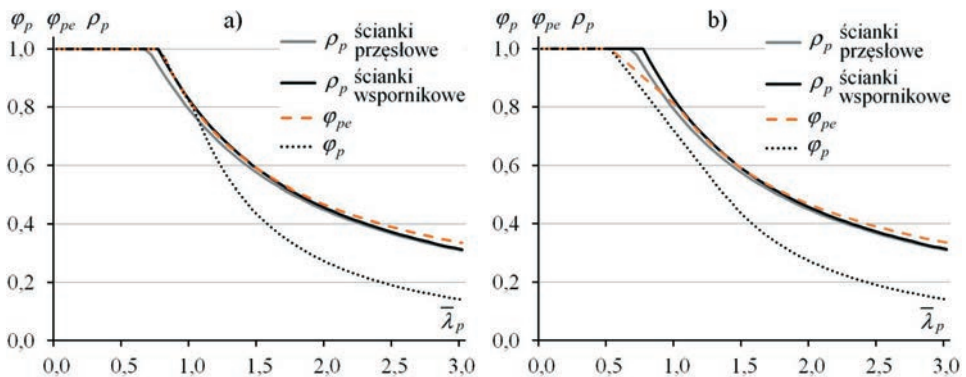 φp φpe ρp a)
1,0
0,8
0,6
0,4
0,2
0,0
ρp ścianki przęsłowe
ρp ścianki wspornikowe
φpe
φp
λ̅p
0,0 0,5 1,0 1,5 2,0 2,5 3,0
φp φpe ρp b)
1,0
0,8
0,6
0,4
0,2
0,0
ρp ścianki przęsłowe
ρp ścianki wspornikowe
φpe
φp
λ̅p
0,0 0,5 1,0 1,5 2,0 2,5 3,0